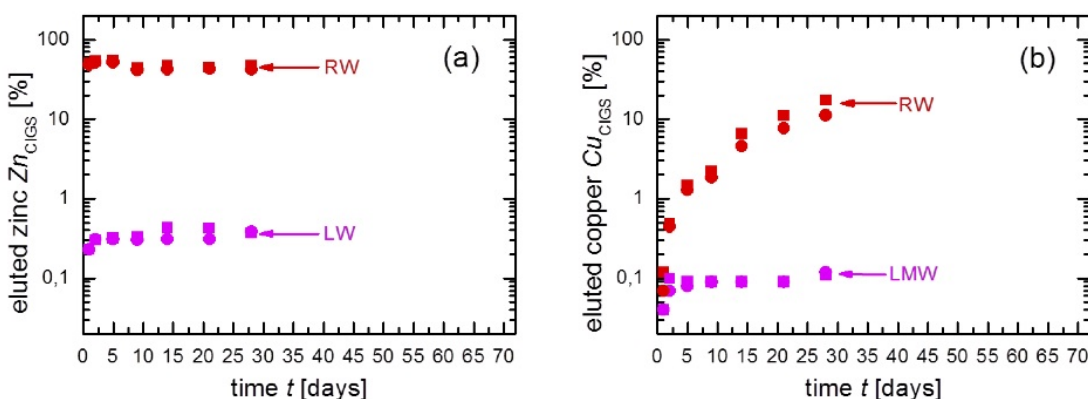 (a)
eluted zinc Zn_CIGS [%]
100
10
1
0,1
RW
LW
0 5 10 15 20 25 30 35 40 45 50 55 60 65 70
time t [days]
(b)
eluted copper Cu_CIGS [%]
100
10
1
0,1
RW
LMW
0 5 10 15 20 25 30 35 40 45 50 55 60 65 70
time t [days]